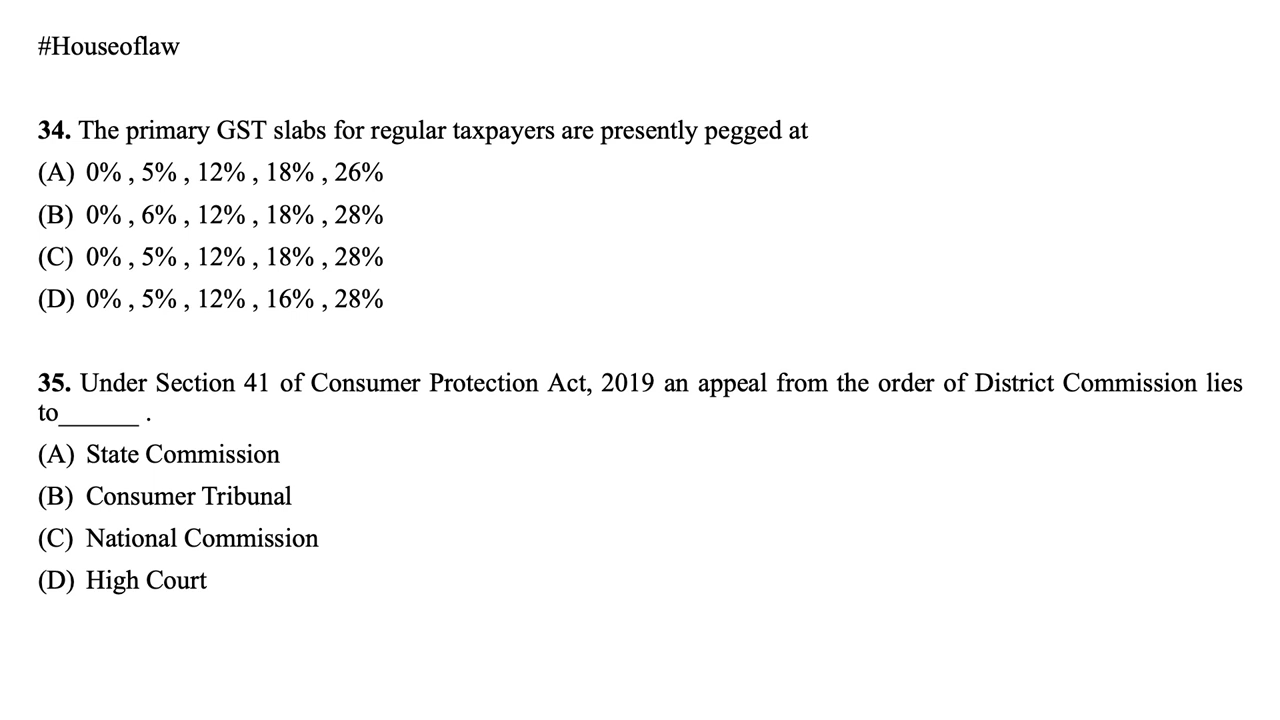 #Houseoflaw
34. The primary GST slabs for regular taxpayers are presently pegged at
(A) 0% , 5% , 12% , 18% , 26%
(B) 0% , 6% , 12% , 18% , 28%
(C) 0% , 5% , 12% , 18% , 28%
(D) 0% , 5% , 12% , 16% , 28%
35. Under Section 41 of Consumer Protection Act, 2019 an appeal from the order of District Commission lies
to______ .
(A) State Commission
(B) Consumer Tribunal
(C) National Commission
(D) High Court